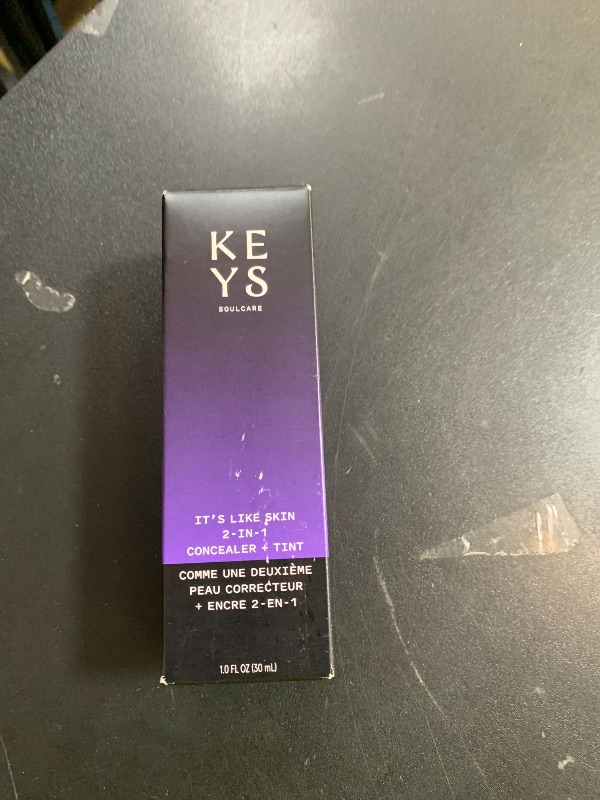 KE
YS
SOULCARE
IT'S LIKE SKIN
2-IN-1
CONCEALER + TINT
COMME UNE DEUXIÈME
PEAU CORRECTEUR
+ ENCRE 2-EN-1
1.0 FL OZ (30 mL)